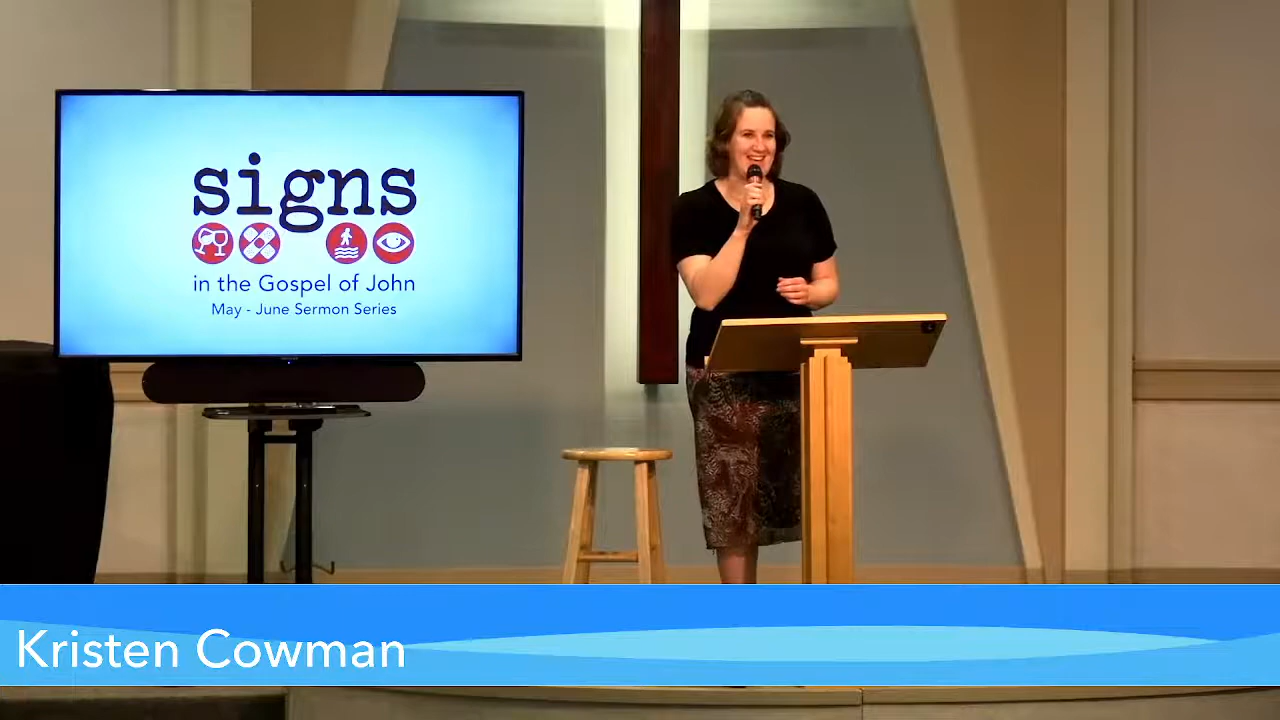 signs
in the Gospel of John
May - June Sermon Series
Kristen Cowman